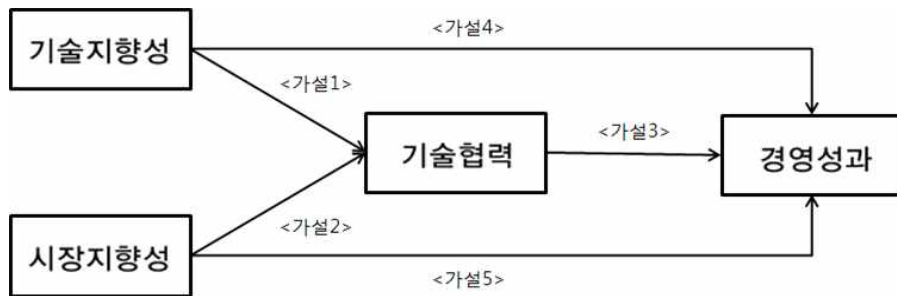 기술지향성
<가설4>
<가설1>
기술협력
<가설3>
경영성과
<가설2>
시장지향성
<가설5>